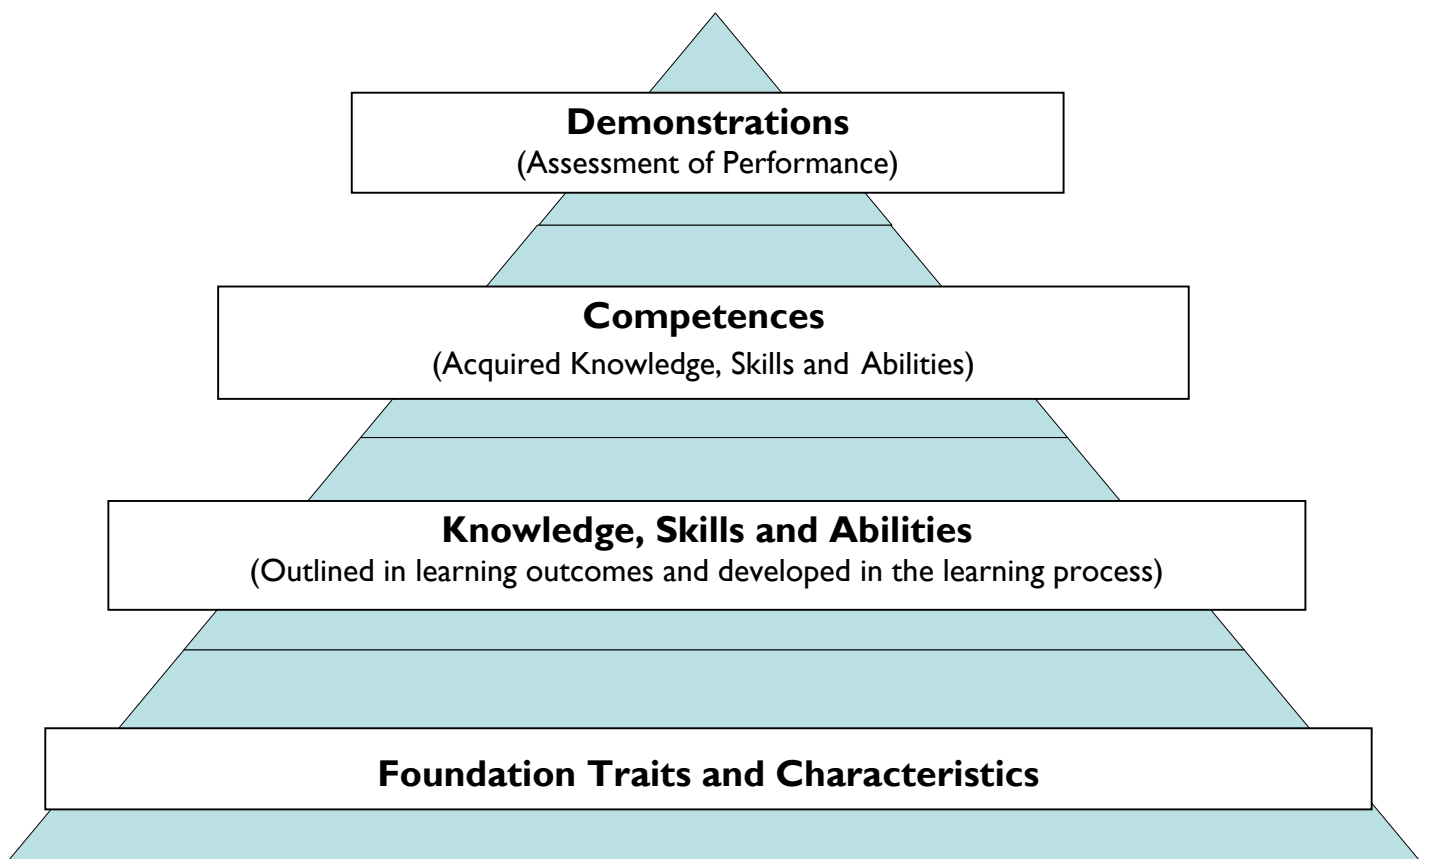 Demonstrations
(Assessment of Performance)
Competences
(Acquired Knowledge, Skills and Abilities)
Knowledge, Skills and Abilities
(Outlined in learning outcomes and developed in the learning process)
Foundation Traits and Characteristics